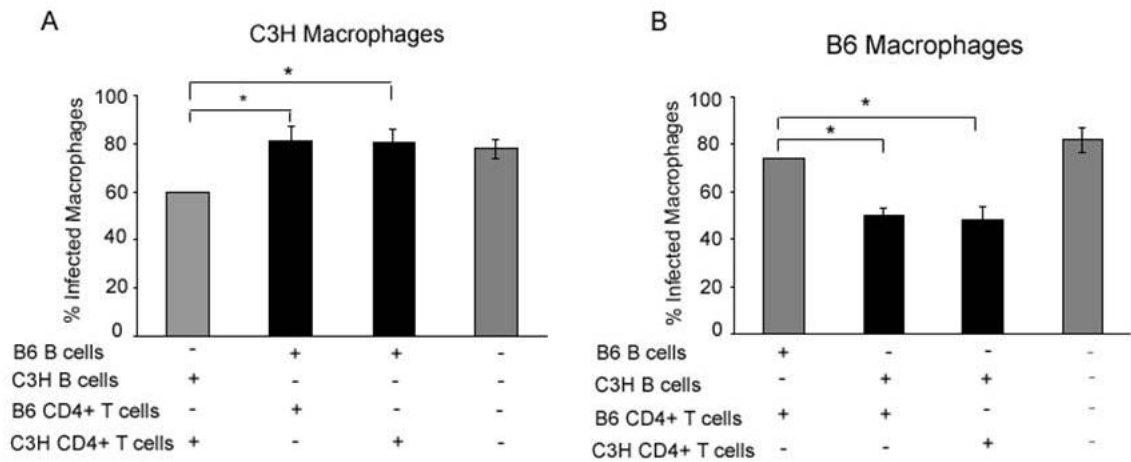 A
C3H Macrophages
*
*
% Infected Macrophages
100
80
60
40
20
0
B6 B cells - + + -
C3H B cells + - - -
B6 CD4+ T cells - + - -
C3H CD4+ T cells + - + -
B
B6 Macrophages
*
*
% Infected Macrophages
100
80
60
40
20
0
B6 B cells + - - -
C3H B cells - + + -
B6 CD4+ T cells + + - -
C3H CD4+ T cells - - + -